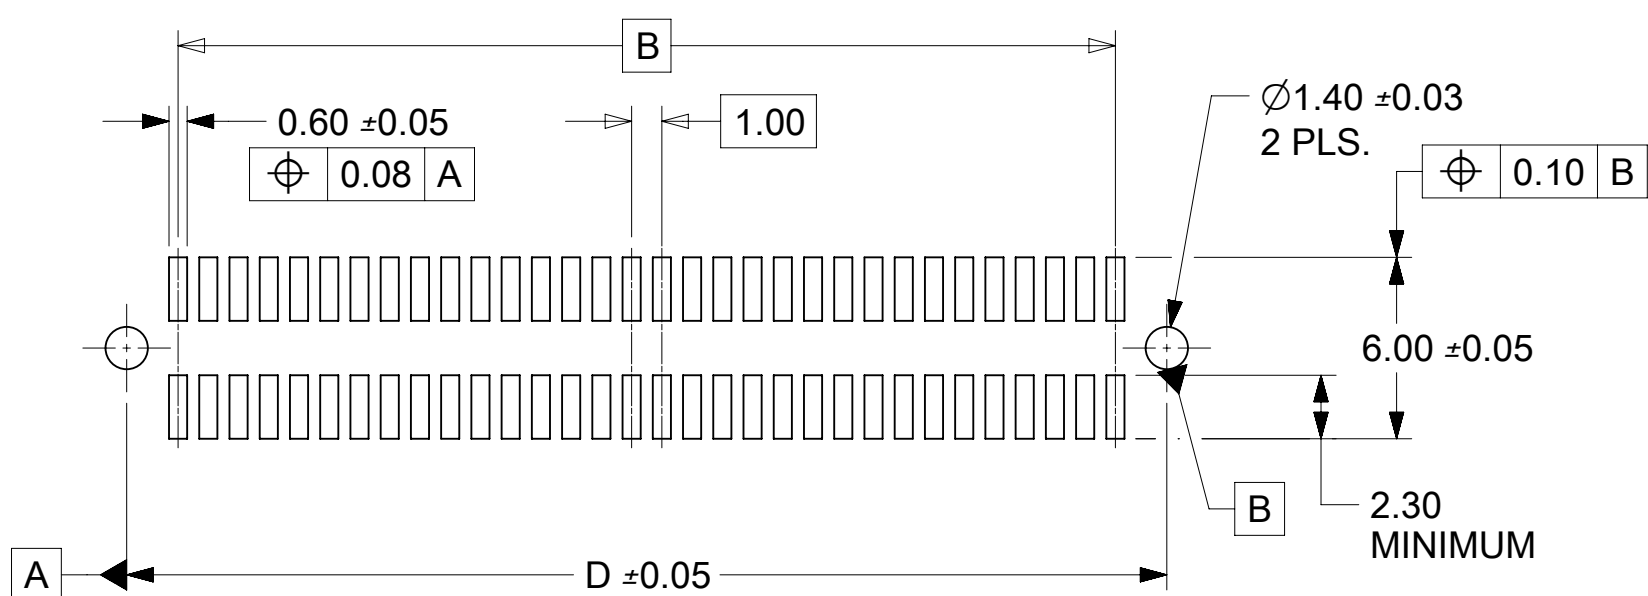 B
0.60 ±0.05
⌖ 0.08 A
1.00
⌀1.40 ±0.03
2 PLS.
⌖ 0.10 B
6.00 ±0.05
B
2.30
MINIMUM
A
D ±0.05